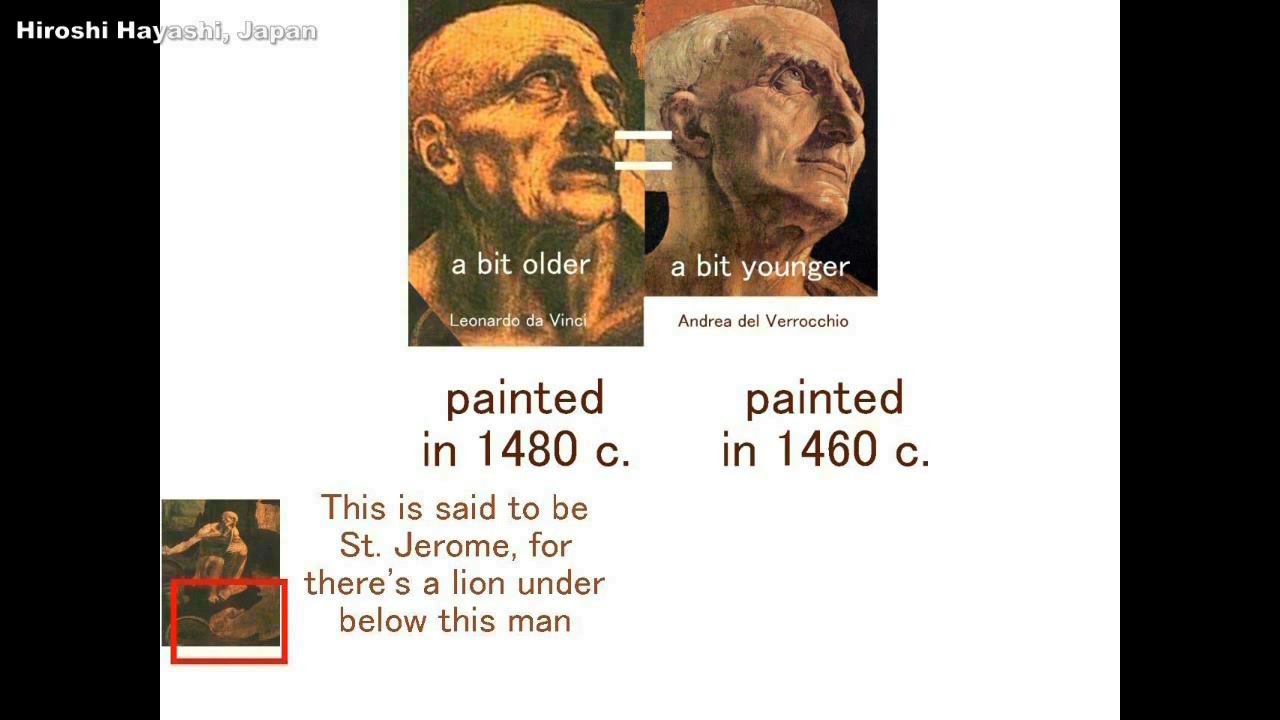 Hiroshi Hayashi, Japan
a bit older
a bit younger
Leonardo da Vinci
Andrea del Verrocchio
painted
in 1480 c.
painted
in 1460 c.
This is said to be
St. Jerome, for
there's a lion under
below this man